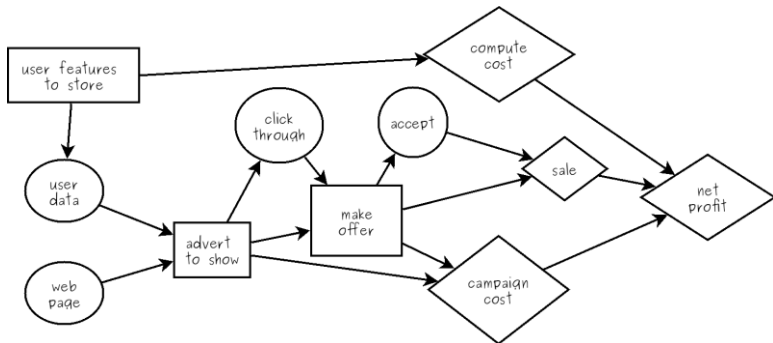 user features
to store
compute
cost
click
through
accept
user
data
sale
net
profit
make
offer
advert
to show
web
page
campaign
cost